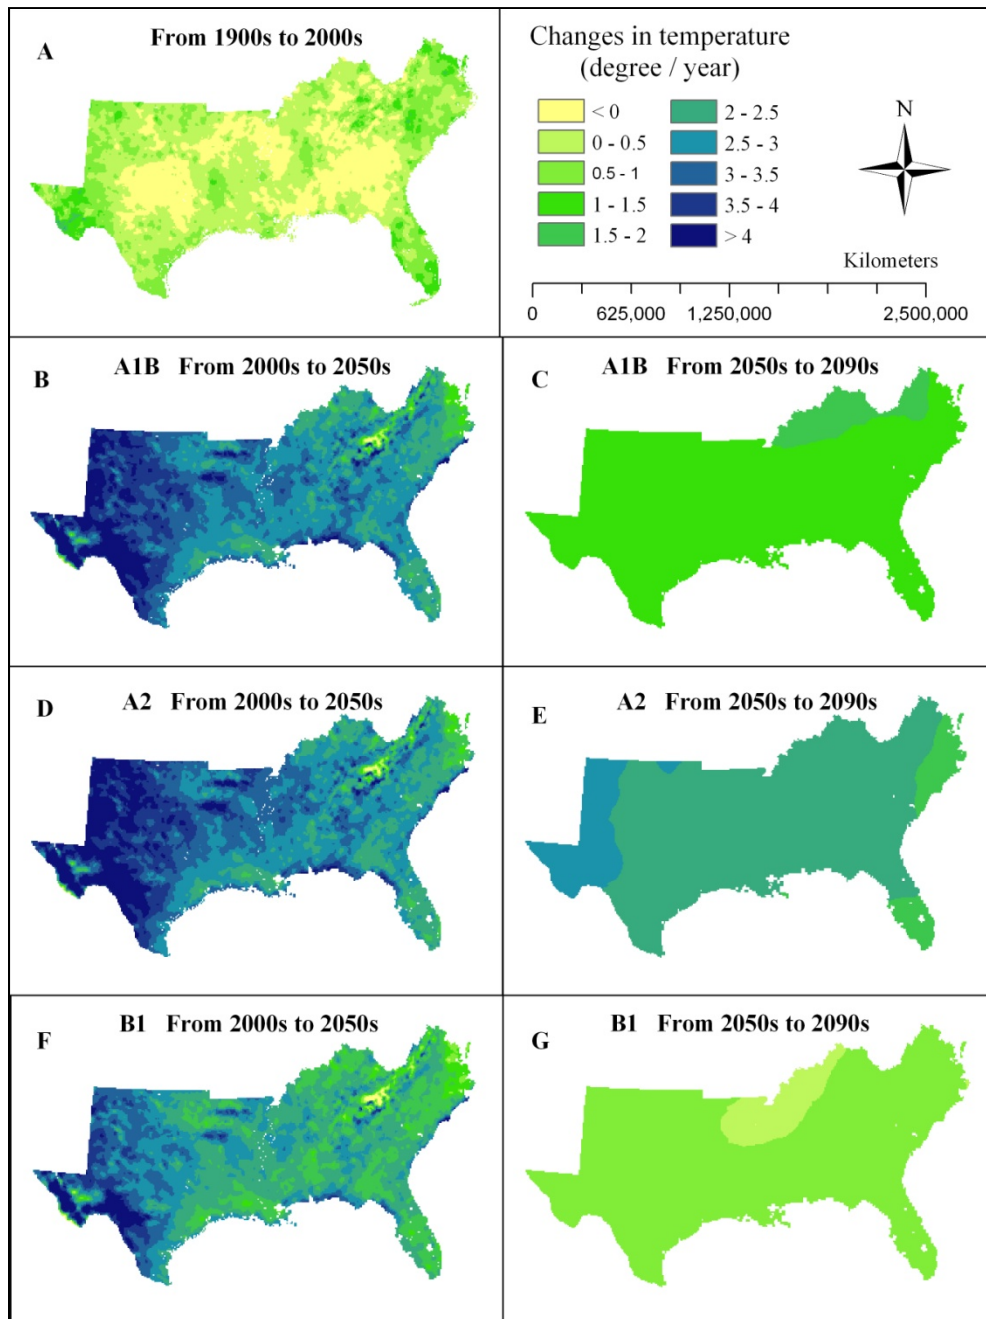 A
From 1900s to 2000s
Changes in temperature
(degree / year)
< 0
0 - 0.5
0.5 - 1
1 - 1.5
1.5 - 2
2 - 2.5
2.5 - 3
3 - 3.5
3.5 - 4
> 4
N
Kilometers
0 625,000 1,250,000 2,500,000
B
A1B From 2000s to 2050s
C
A1B From 2050s to 2090s
D
A2 From 2000s to 2050s
E
A2 From 2050s to 2090s
F
B1 From 2000s to 2050s
G
B1 From 2050s to 2090s